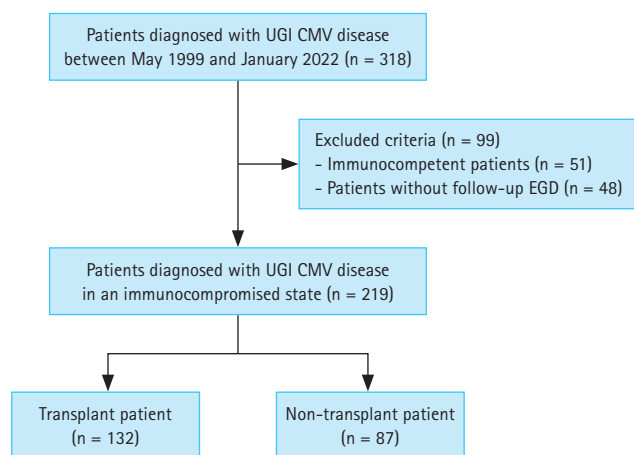 Patients diagnosed with UGI CMV disease
between May 1999 and January 2022 (n = 318)
Excluded criteria (n = 99)
- Immunocompetent patients (n = 51)
- Patients without follow-up EGD (n = 48)
Patients diagnosed with UGI CMV disease
in an immunocompromised state (n = 219)
Transplant patient
(n = 132)
Non-transplant patient
(n = 87)